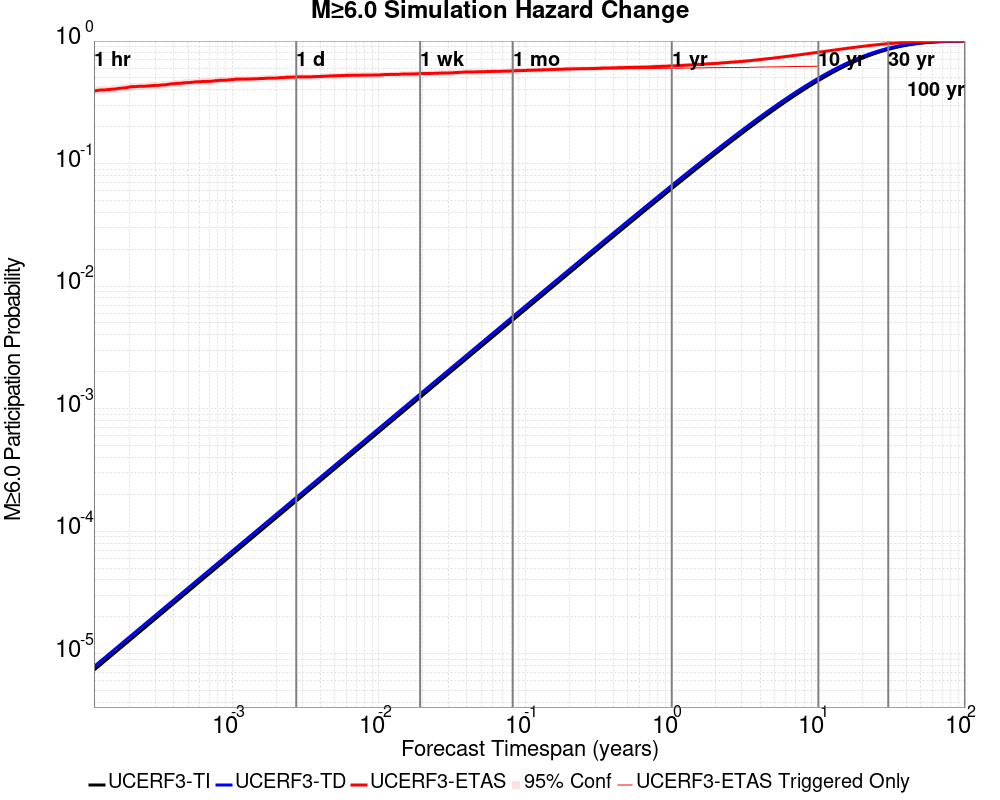 M≥6.0 Simulation Hazard Change
M≥6.0 Participation Probability
10^0
10^-1
10^-2
10^-3
10^-4
10^-5
1 hr
1 d
1 wk
1 mo
1 yr
10 yr
30 yr
100 yr
10^-3
10^-2
10^-1
10^0
10^1
10^2
Forecast Timespan (years)
UCERF3-TI UCERF3-TD UCERF3-ETAS 95% Conf UCERF3-ETAS Triggered Only